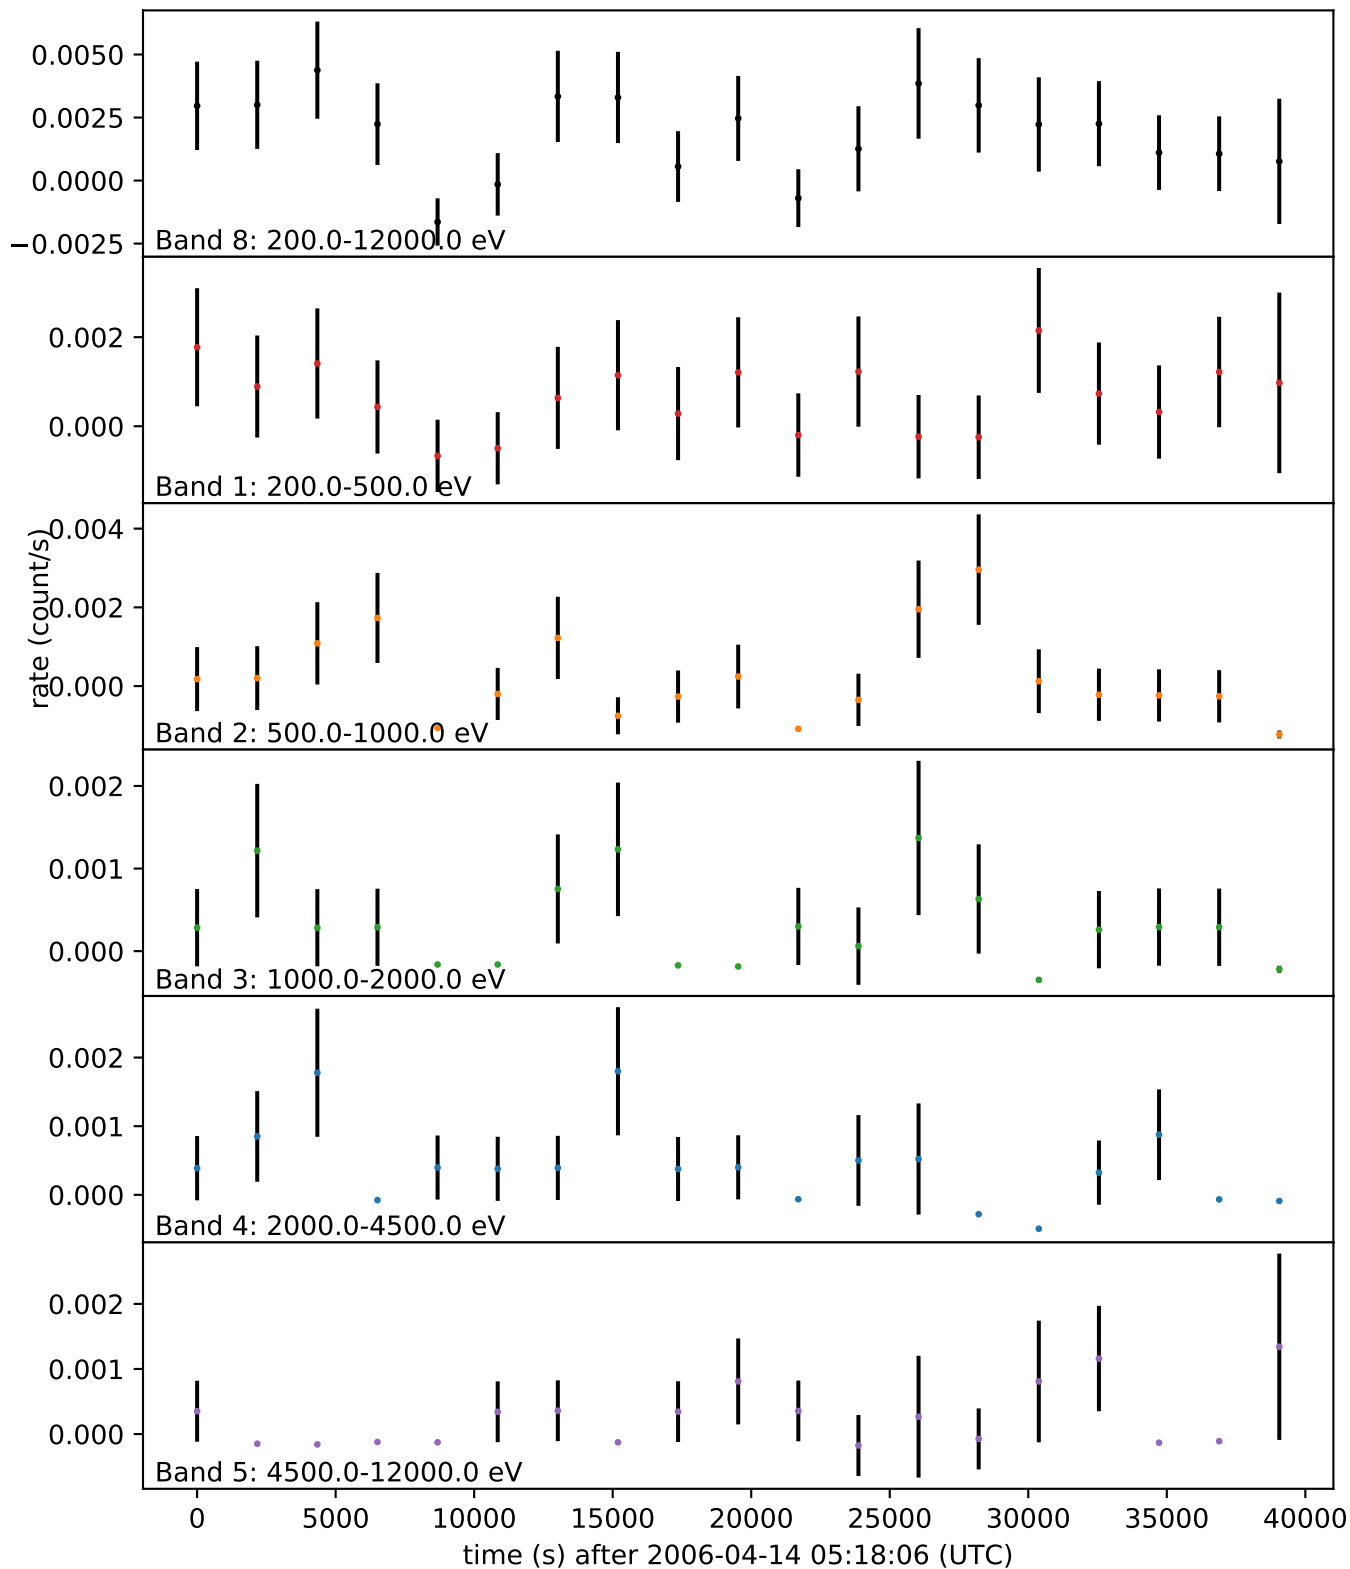 0.0050
0.0025
0.0000
−0.0025
Band 8: 200.0-12000.0 eV
0.002
0.000
Band 1: 200.0-500.0 eV
rate (count/s)
0.004
0.002
0.000
Band 2: 500.0-1000.0 eV
0.002
0.001
0.000
Band 3: 1000.0-2000.0 eV
0.002
0.001
0.000
Band 4: 2000.0-4500.0 eV
0.002
0.001
0.000
Band 5: 4500.0-12000.0 eV
0 5000 10000 15000 20000 25000 30000 35000 40000
time (s) after 2006-04-14 05:18:06 (UTC)